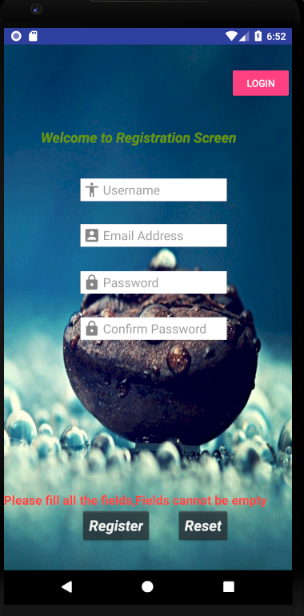 6:52
LOGIN
Welcome to Registration Screen
Username
Email Address
Password
Confirm Password
Please fill all the fields,Fields cannot be empty
Register Reset